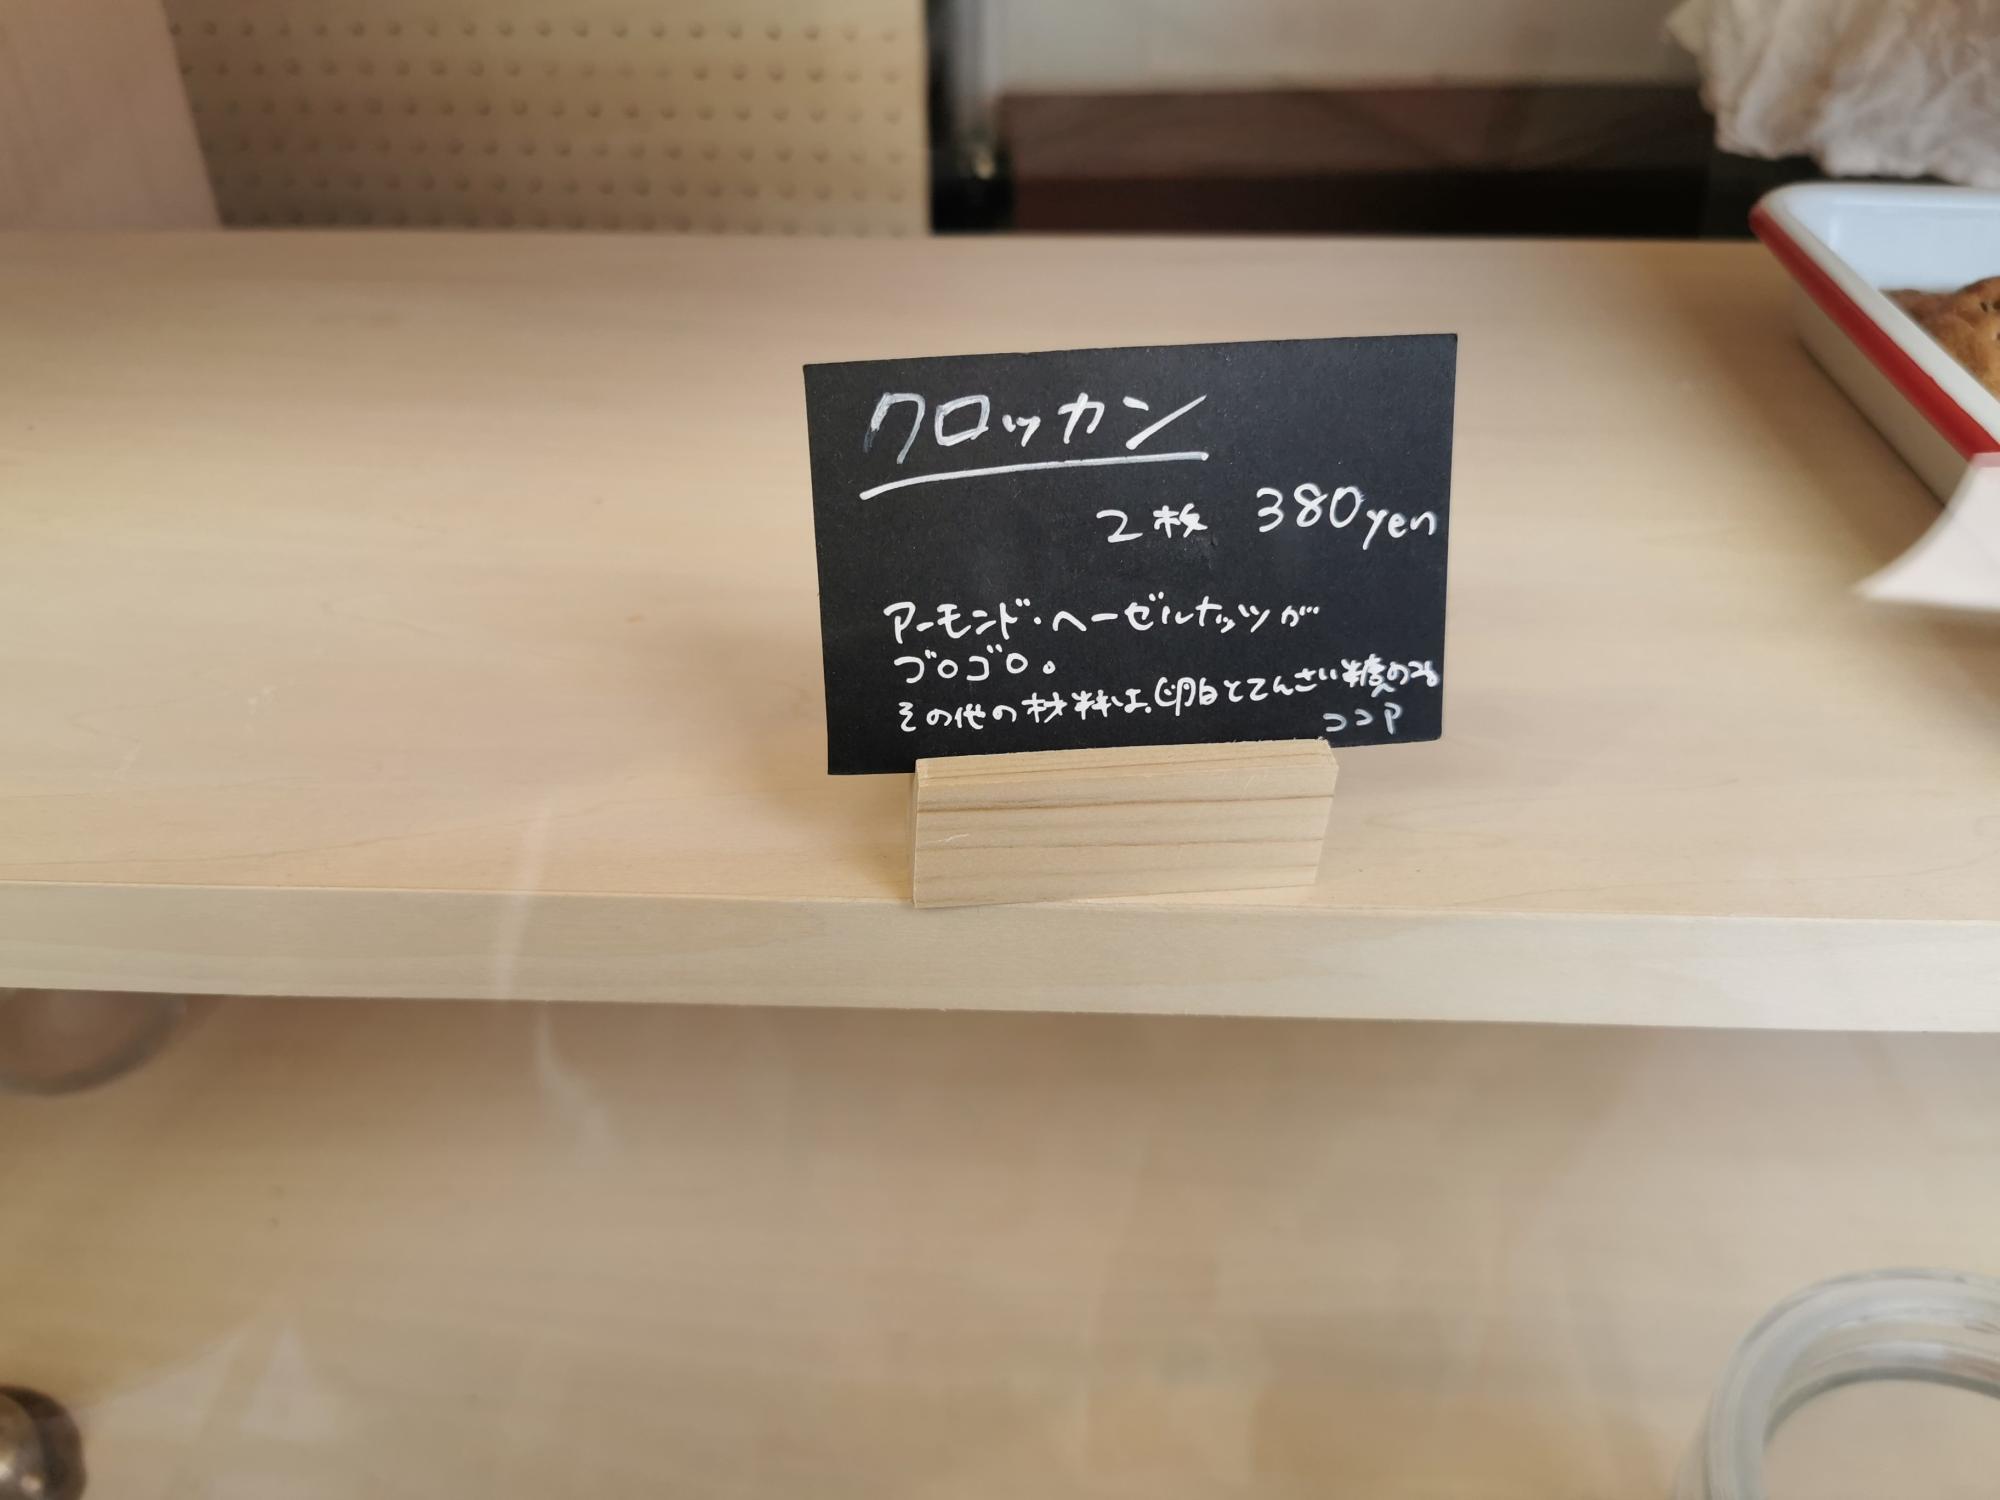 クロッカン
2枚 380yen
アーモンド・ヘーゼルナッツが
ゴロゴロ。
その他の材料は、卵白とてんさい糖のみ
ココア